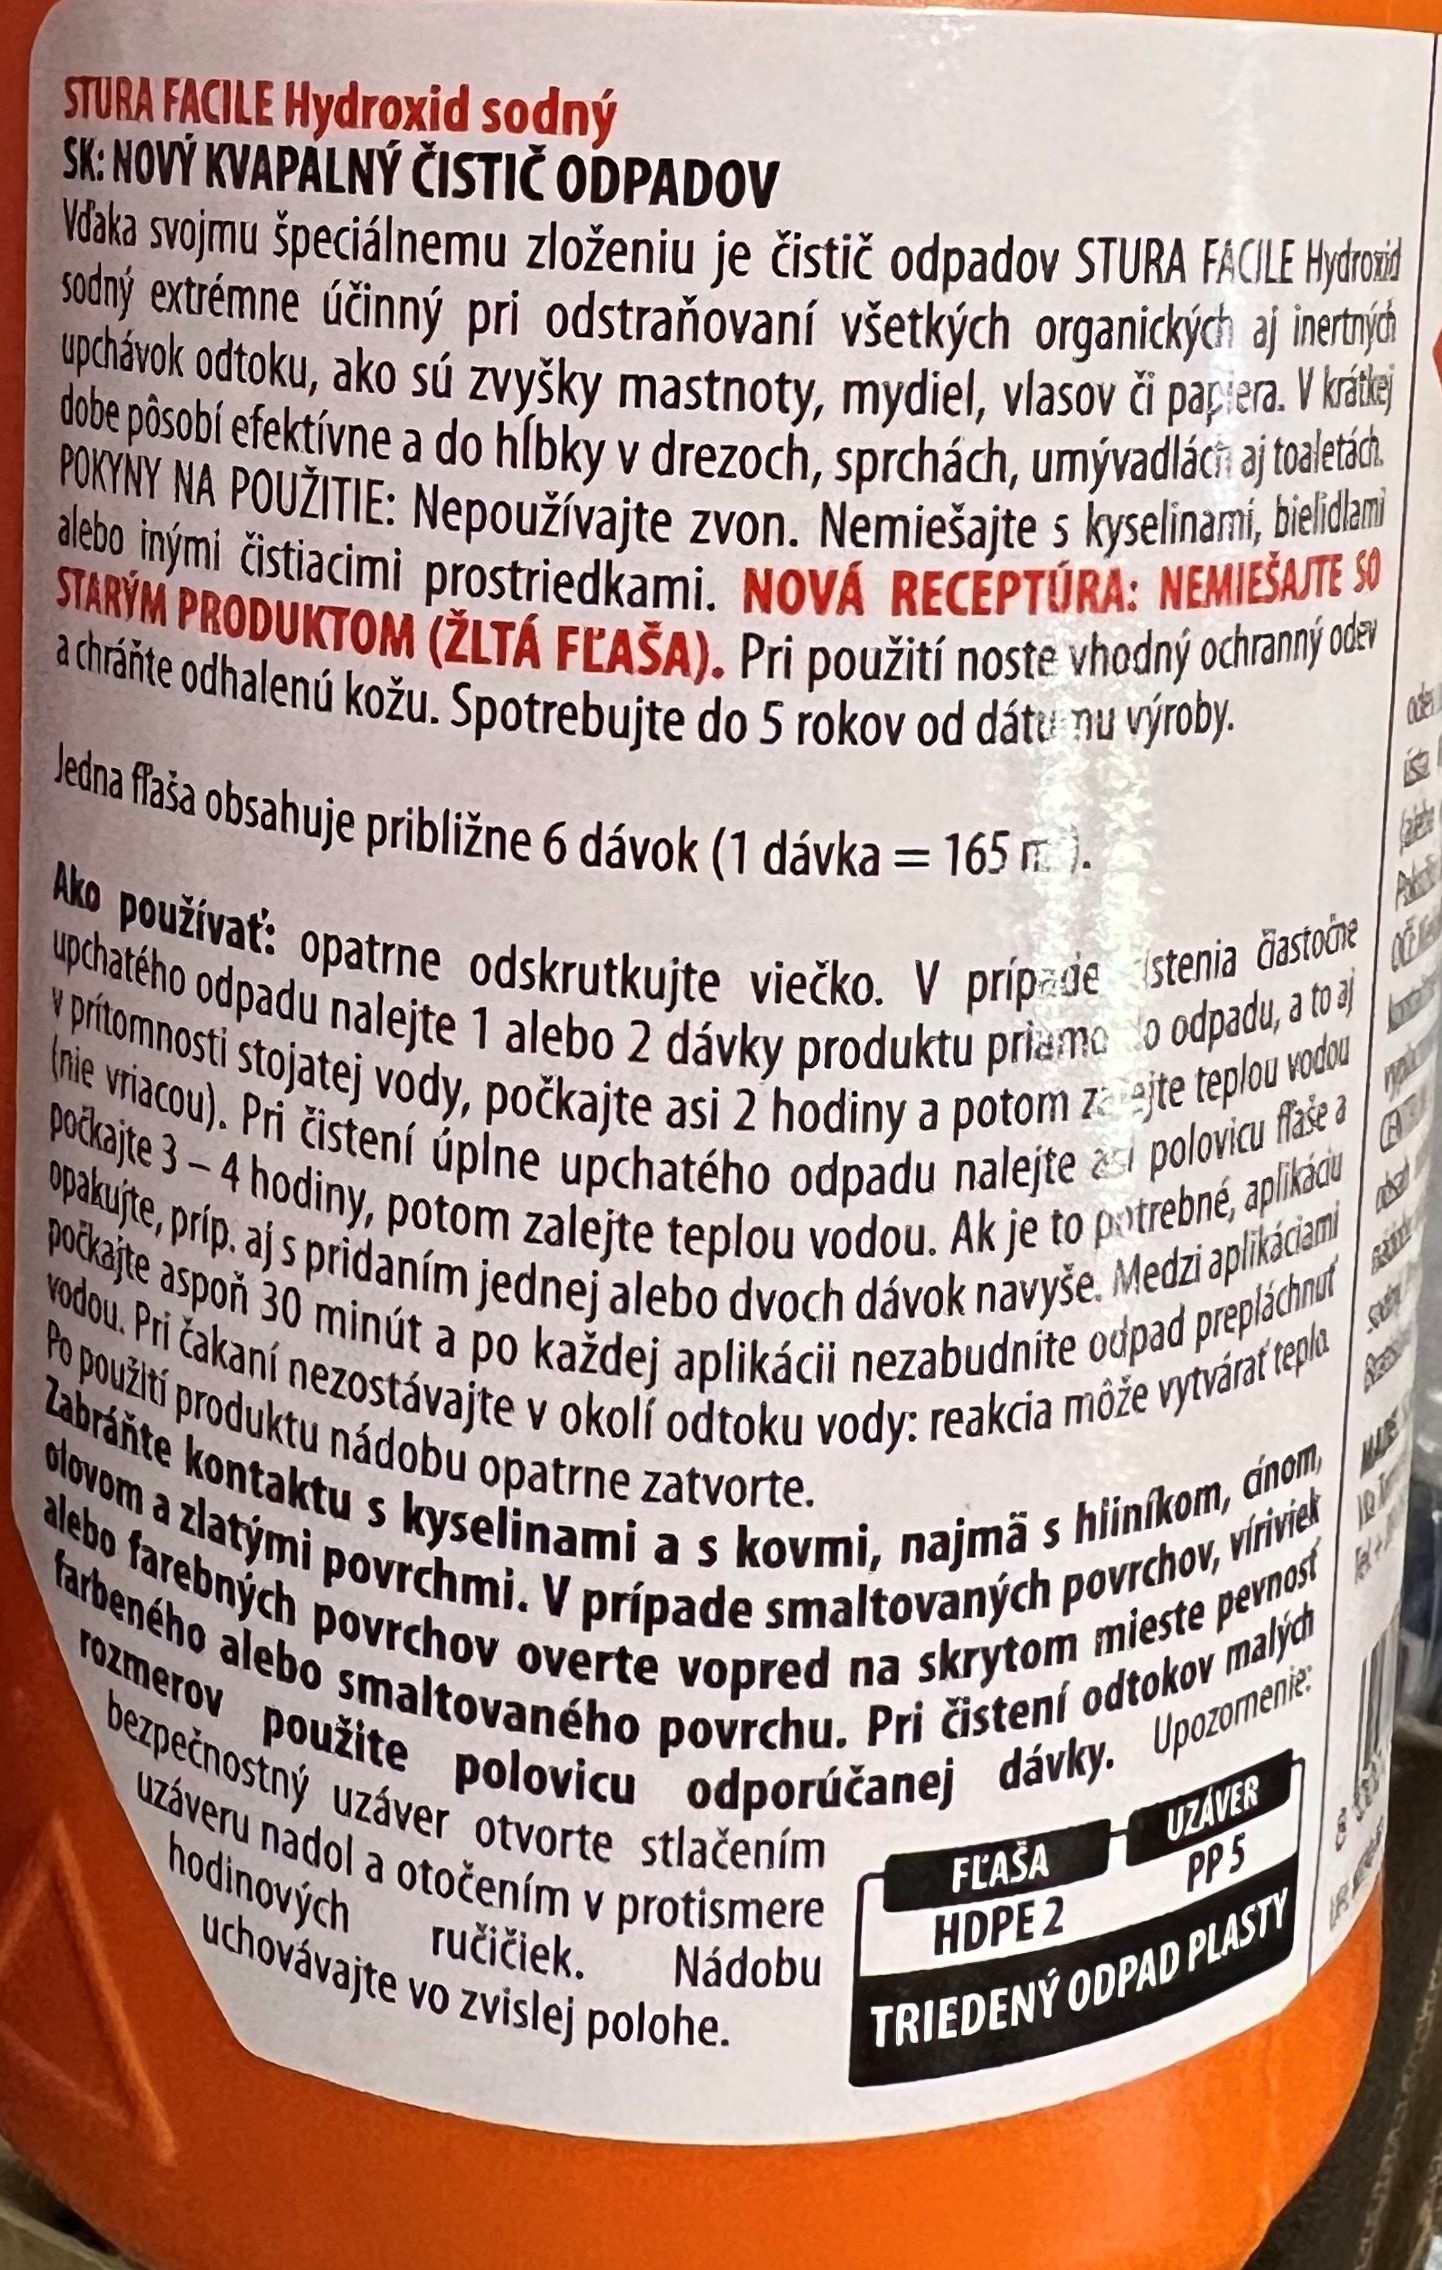 STURA FACILE Hydroxid sodný
SK: NOVÝ KVAPALNÝ ČISTIČ ODPADOV
Vďaka svojmu špeciálnemu zloženiu je čistič odpadov STURA FACILE Hydroxid
sodný extrémne účinný pri odstraňovaní všetkých organických aj inertných
upchávok odtoku, ako sú zvyšky mastnoty, mydiel, vlasov či papiera. V krátkej
dobe pôsobí efektívne a do hĺbky v drezoch, sprchách, umývadlách aj toaletách.
POKYNY NA POUŽITIE: Nepoužívajte zvon. Nemiešajte s kyselinami, bielidlami
alebo inými čistiacimi prostriedkami. NOVÁ RECEPTÚRA: NEMIEŠAJTE SO
STARÝM PRODUKTOM (ŽLTÁ FĽAŠA). Pri použití noste vhodný ochranný odev
a chráňte odhalenú kožu. Spotrebujte do 5 rokov od dátumu výroby.
Jedna fľaša obsahuje približne 6 dávok (1 dávka = 165
Ako používať: opatrne odskrutkujte viečko. V prípade čistenia čiastočne
upchatého odpadu nalejte 1 alebo 2 dávky produktu priamo do odpadu, a to aj
v prítomnosti stojatej vody, počkajte asi 2 hodiny a potom zalejte teplou vodou
(nie vriacou). Pri čistení úplne upchatého odpadu nalejte asi polovicu fľaše a
počkajte 3 – 4 hodiny, potom zalejte teplou vodou. Ak je to potrebné, aplikáciu
opakujte, príp. aj s pridaním jednej alebo dvoch dávok navyše. Medzi aplikáciami
počkajte aspoň 30 minút a po každej aplikácii nezabudnite odpad prepláchnuť
vodou. Pri čakaní nezostávajte v okolí odtoku vody: reakcia môže vytvárať teplo.
Po použití produktu nádobu opatrne zatvorte.
Zabráňte kontaktu s kyselinami a s kovmi, najmä s hliníkom, cínom,
olovom a zlatými povrchmi. V prípade smaltovaných povrchov, víriviek
alebo farebných povrchov overte vopred na skrytom mieste pevnosť
farbeného alebo smaltovaného povrchu. Pri čistení odtokov malých
rozmerov použite polovicu odporúčanej dávky. Upozornenie:
bezpečnostný uzáver otvorte stlačením
uzáveru nadol a otočením v protismere
hodinových ručičiek. Nádobu
uchovávajte vo zvislej polohe.
FĽAŠA UZÁVER
HDPE 2 PP 5
TRIEDENÝ ODPAD PLASTY